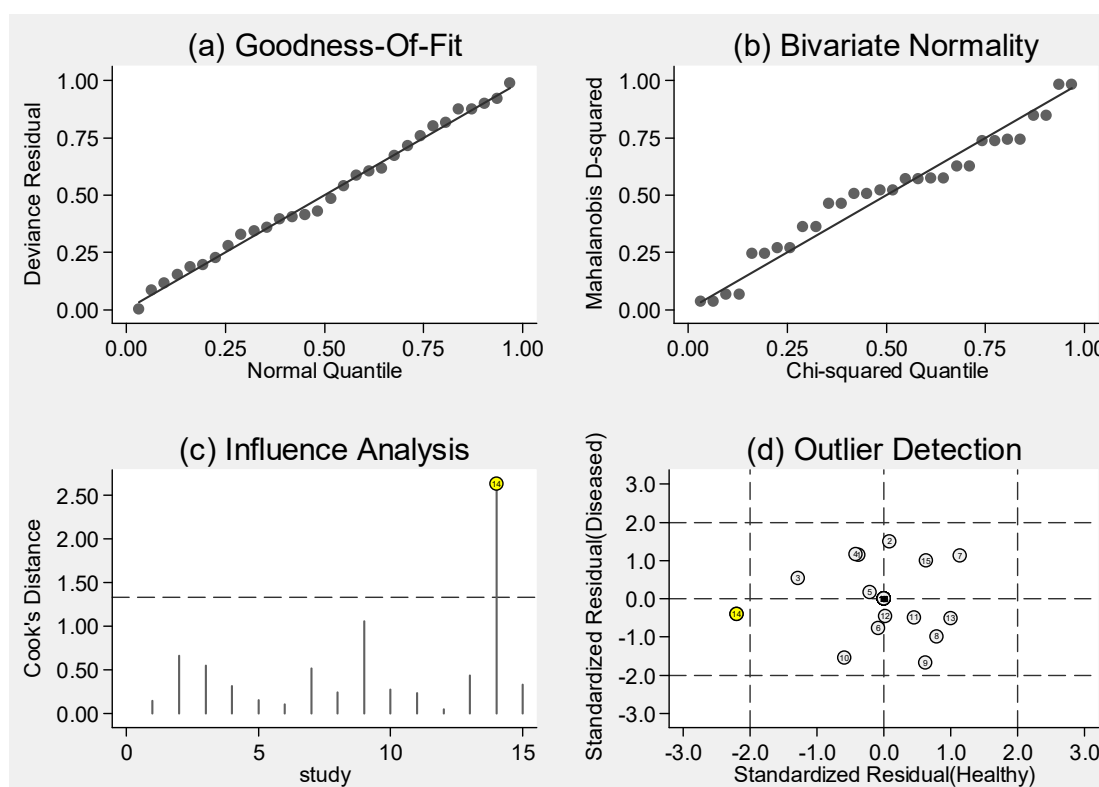 (a) Goodness-Of-Fit
Deviance Residual
1.00
0.75
0.50
0.25
0.00
0.00 0.25 0.50 0.75 1.00
Normal Quantile
(b) Bivariate Normality
Mahalanobis D-squared
1.00
0.75
0.50
0.25
0.00
0.00 0.25 0.50 0.75 1.00
Chi-squared Quantile
(c) Influence Analysis
Cook's Distance
2.50
2.00
1.50
1.00
0.50
0.00
14
0 5 10 15
study
(d) Outlier Detection
Standardized Residual(Diseased)
3.0
2.0
1.0
0.0
-1.0
-2.0
-3.0
2
4
15
7
3
5
14
12
11
13
6
8
10
9
-3.0 -2.0 -1.0 0.0 1.0 2.0 3.0
Standardized Residual(Healthy)